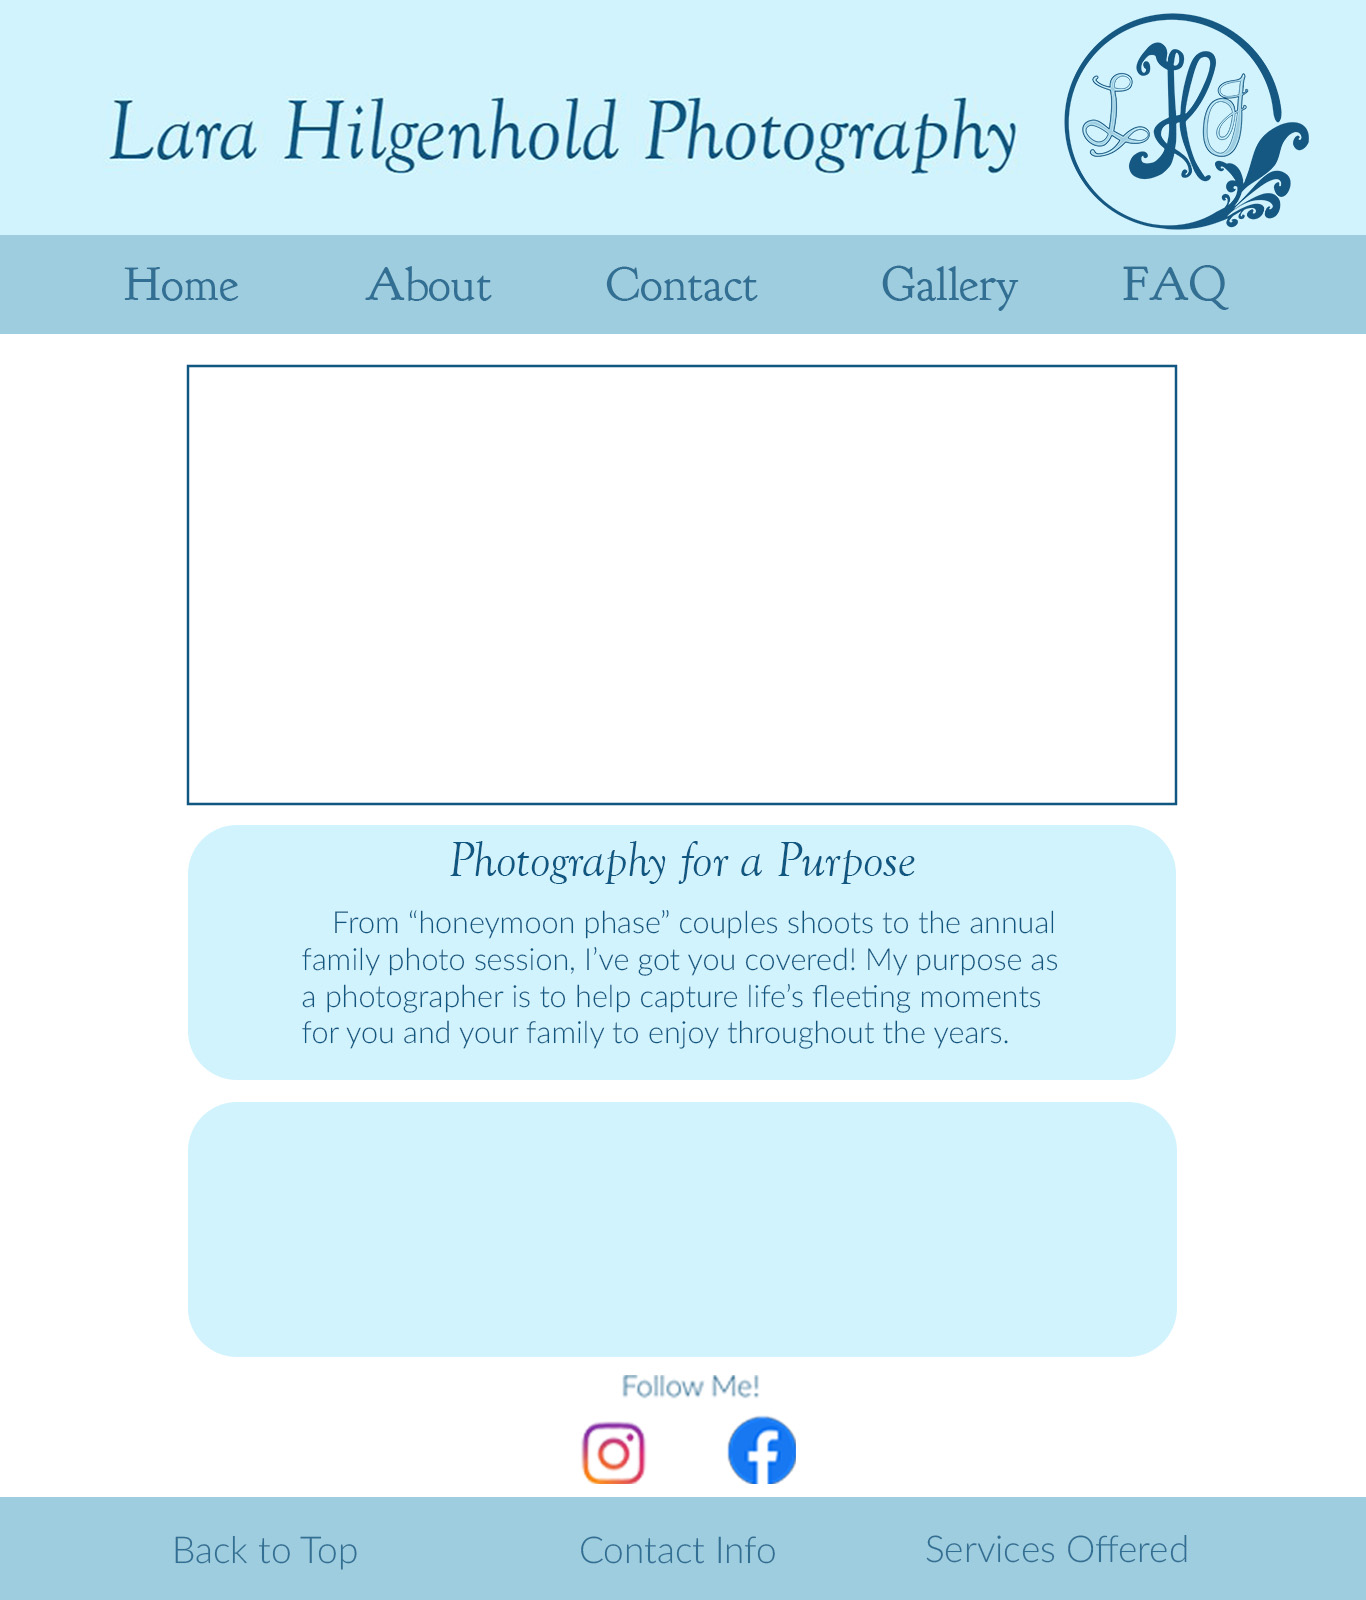 Lara Hilgenhold Photography
LHJ
Home About Contact Gallery FAQ
Photography for a Purpose
From “honeymoon phase” couples shoots to the annual
family photo session, I’ve got you covered! My purpose as
a photographer is to help capture life’s fleeting moments
for you and your family to enjoy throughout the years.
Follow Me!
Back to Top Contact Info Services Offered